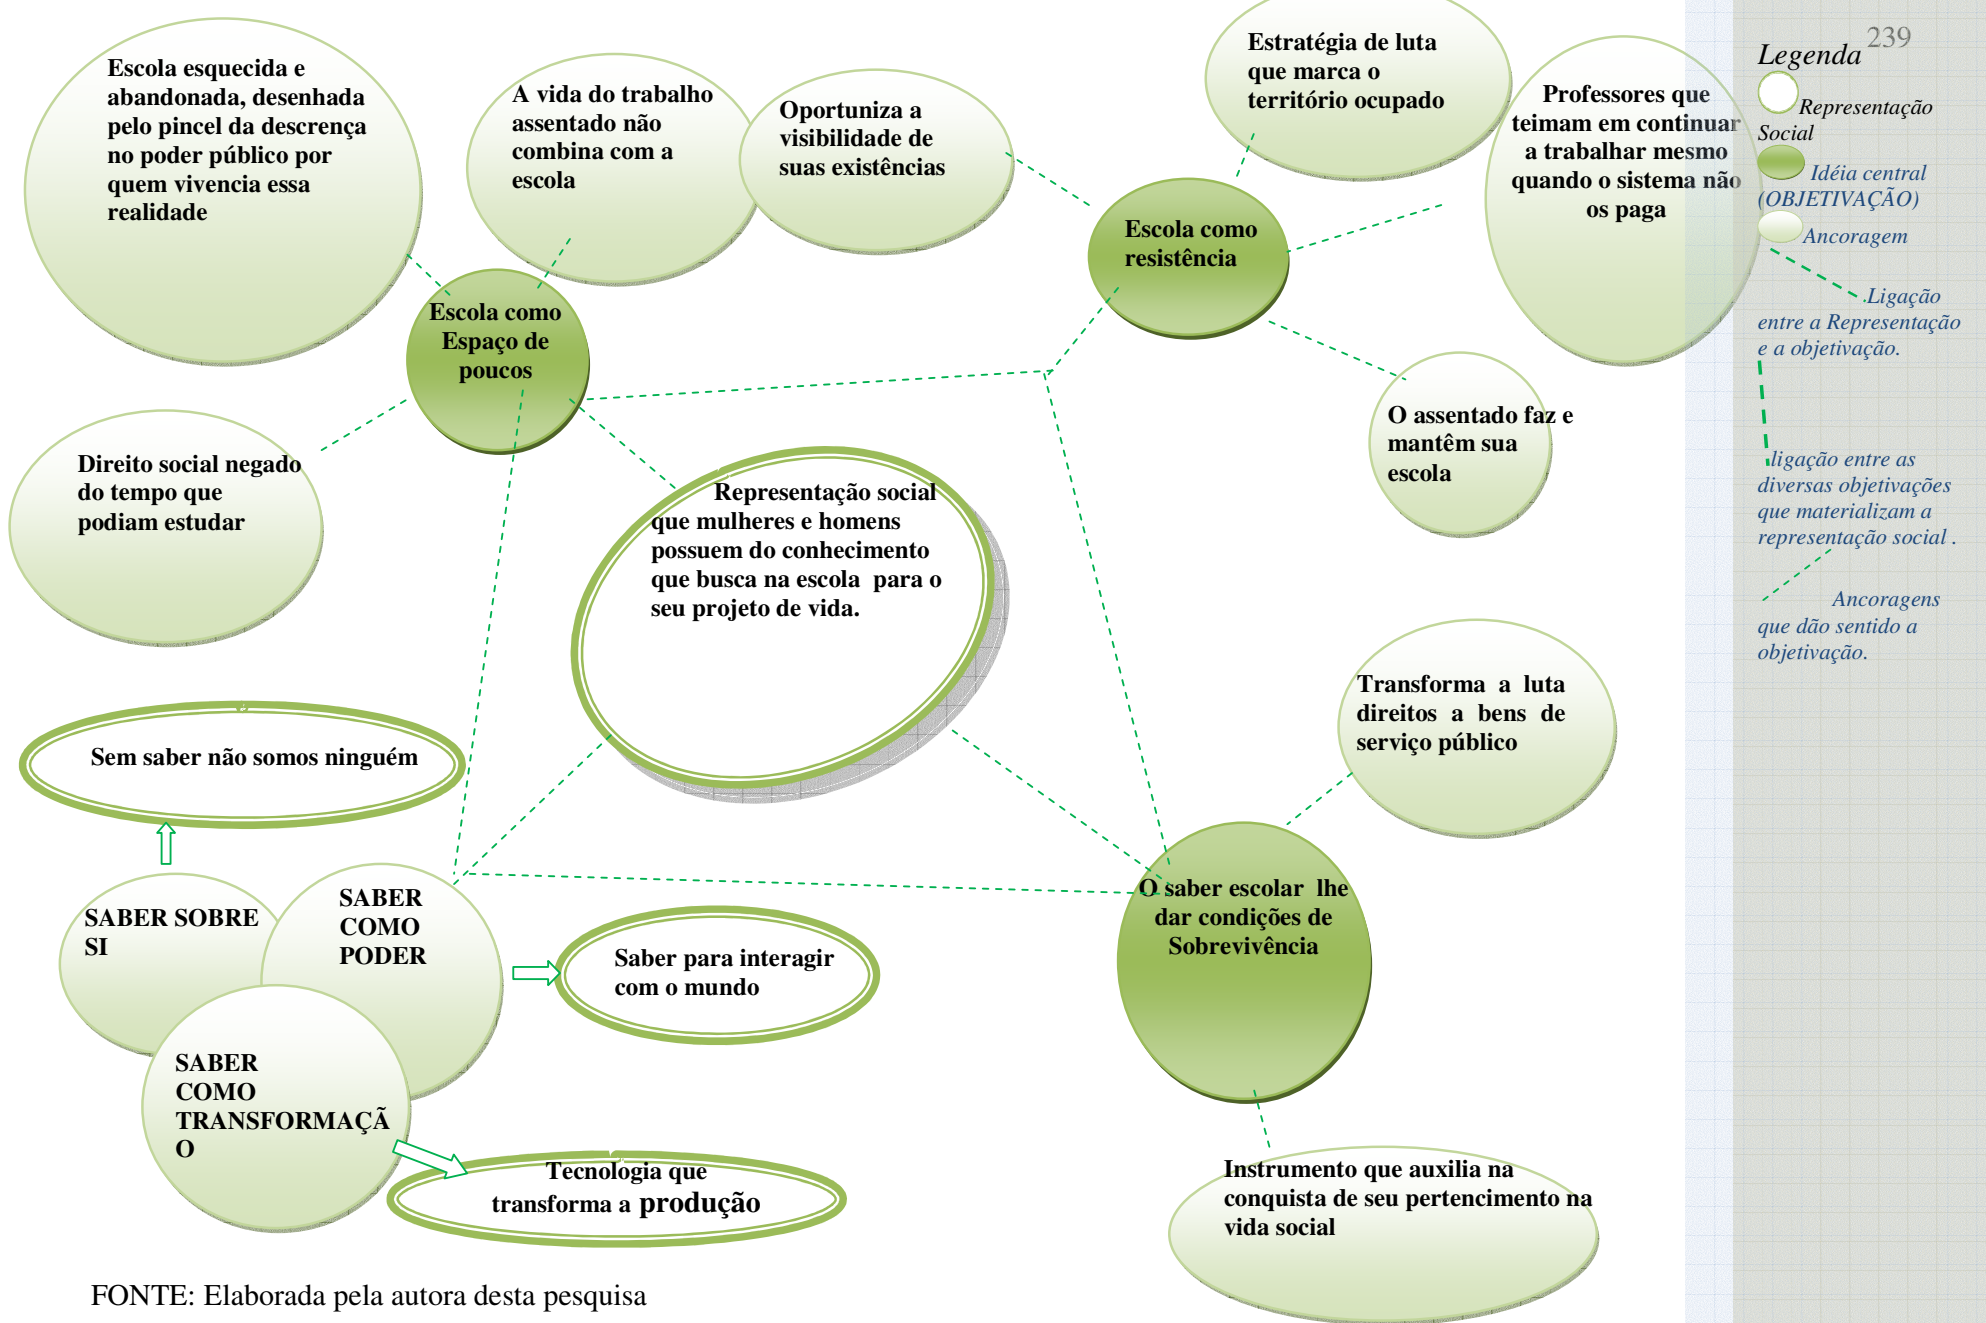 239
Escola esquecida e
abandonada, desenhada
pelo pincel da descrença
no poder público por
quem vivencia essa
realidade
A vida do trabalho
assentado não
combina com a
escola
Oportuniza a
visibilidade de
suas existências
Estratégia de luta
que marca o
território ocupado
Professores que
teimam em continuar
a trabalhar mesmo
quando o sistema não
os paga
Escola como
resistência
Escola como
Espaço de
poucos
O assentado faz e
mantêm sua
escola
Direito social negado
do tempo que
podiam estudar
Representação social
que mulheres e homens
possuem do conhecimento
que busca na escola para o
seu projeto de vida.
Transforma a luta
direitos a bens de
serviço público
Sem saber não somos ninguém
SABER SOBRE
SI
SABER
COMO
PODER
SABER
COMO
TRANSFORMAÇÃ
O
Saber para interagir
com o mundo
O saber escolar lhe
dar condições de
Sobrevivência
Tecnologia que
transforma a produção
Instrumento que auxilia na
conquista de seu pertencimento na
vida social
Legenda
Representação
Social
Idéia central
(OBJETIVAÇÃO)
Ancoragem
.Ligação
entre a Representação
e a objetivação.
ligação entre as
diversas objetivações
que materializam a
representação social .
Ancoragens
que dão sentido a
objetivação.
FONTE: Elaborada pela autora desta pesquisa